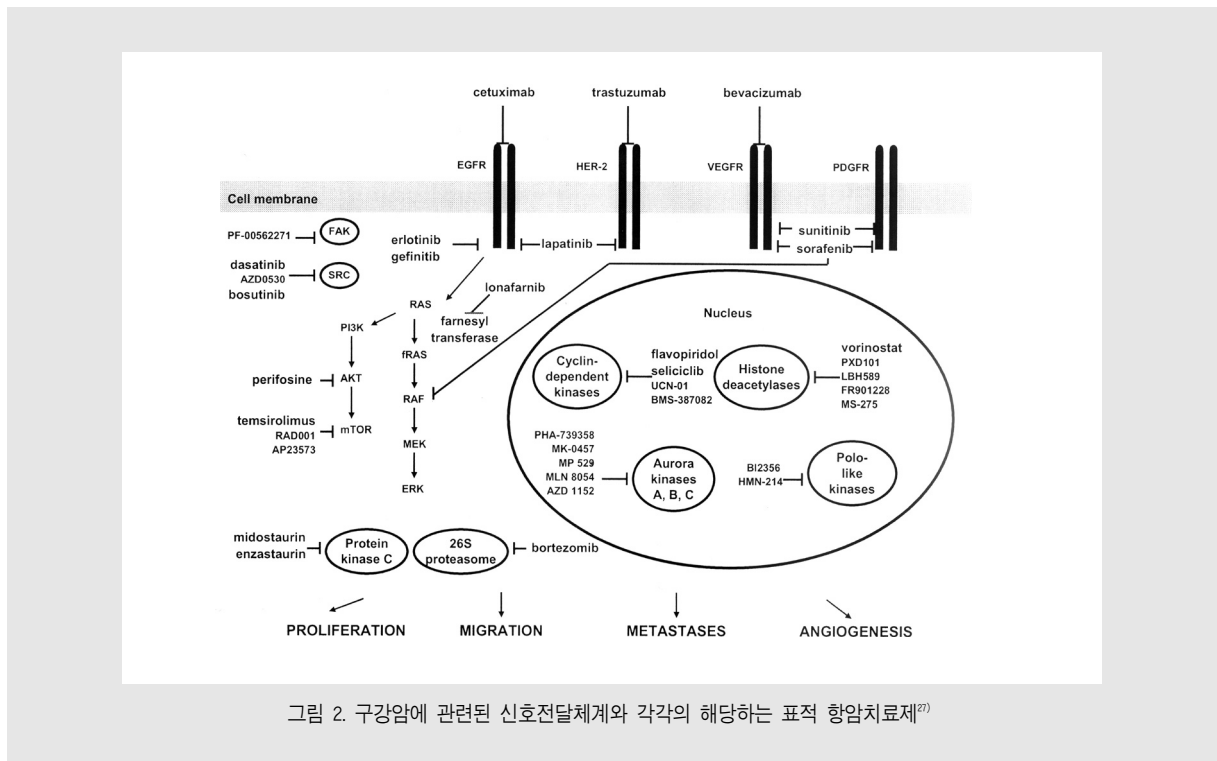 cetuximab
trastuzumab
bevacizumab
EGFR
HER-2
VEGFR
PDGFR
Cell membrane
PF-00562271
FAK
erlotinib
gefinitib
lapatinib
sunitinib
sorafenib
dasatinib
AZD0530
bosutinib
SRC
lonafarnib
RAS
farnesyl
transferase
PI3K
fRAS
perifosine
AKT
RAF
temsirolimus
RAD001
AP23573
mTOR
MEK
ERK
Nucleus
Cyclin-
dependent
kinases
flavopiridol
seliciclib
UCN-01
BMS-387082
Histone
deacetylases
vorinostat
PXD101
LBH589
FR901228
MS-275
PHA-739358
MK-0457
MP 529
MLN 8054
AZD 1152
Aurora
kinases
A, B, C
BI2356
HMN-214
Polo-
like
kinases
midostaurin
enzastaurin
Protein
kinase C
26S
proteasome
bortezomib
PROLIFERATION
MIGRATION
METASTASES
ANGIOGENESIS
그림 2. 구강암에 관련된 신호전달체계와 각각의 해당하는 표적 항암치료제27)